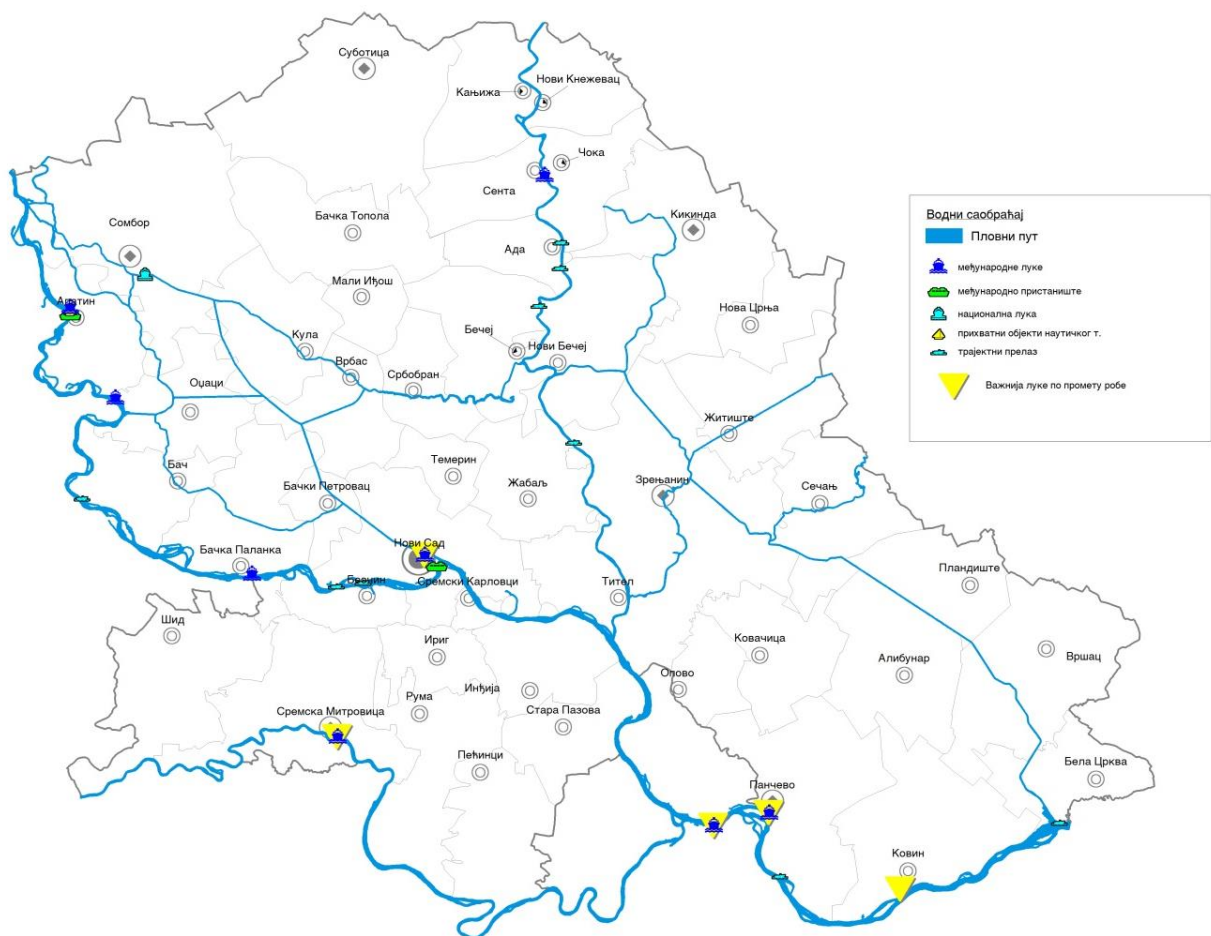 Суботица
Кањижа
Нови Кнежевац
Чока
Сента
Сомбор
Бачка Топола
Кикинда
Ада
Мали Иђош
Апатин
Нова Црња
Кула
Бечеј
Нови Бечеј
Врбас
Србобран
Оџаци
Житиште
Бач
Темерин
Жабаљ
Зрењанин
Сечањ
Бачки Петровац
Нови Сад
Бачка Паланка
Беочин
Сремски Карловци
Тител
Пландиште
Шид
Ириг
Ковачица
Алибунар
Вршац
Опово
Инђија
Рума
Стара Пазова
Сремска Митровица
Пећинци
Панчево
Бела Црква
Ковин
Водни саобраћај
Пловни пут
међународне луке
међународно пристаниште
национална лука
прихватни објекти наутичког т.
трајектни прелаз
Важнија луке по промету робе